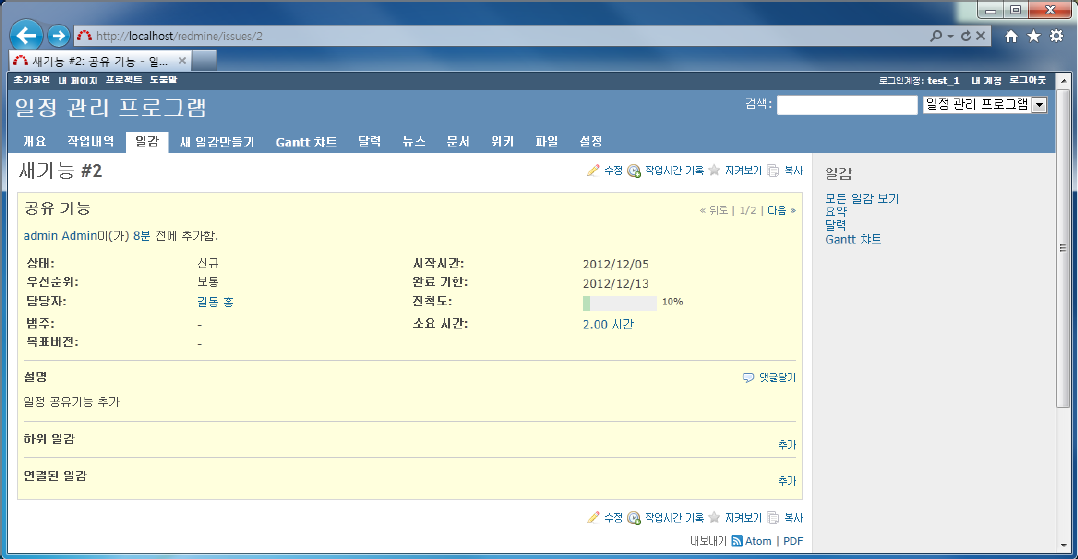 http://localhost/redmine/issues/2
새기능 #2: 공유 기능 - 일...
초기화면 내 페이지 프로젝트 도움말
로그인계정: test_1 내 계정 로그아웃
일정 관리 프로그램
검색:
일정 관리 프로그램
개요 작업내역 일감 새 일감만들기 Gantt 차트 달력 뉴스 문서 위키 파일 설정
새기능 #2
수정 작업시간 기록 지켜보기 복사
공유 기능
« 뒤로 | 1/2 | 다음 »
admin Admin이(가) 8분 전에 추가함.
상태: 신규 시작시간: 2012/12/05
우선순위: 보통 완료 기한: 2012/12/13
담당자: 길동 홍 진척도: 10%
범주: - 소요 시간: 2.00 시간
목표버전: -
설명
댓글달기
일정 공유기능 추가
하위 일감
추가
연결된 일감
추가
수정 작업시간 기록 지켜보기 복사
내보내기 Atom | PDF
일감
모든 일감 보기
요약
달력
Gantt 챠트